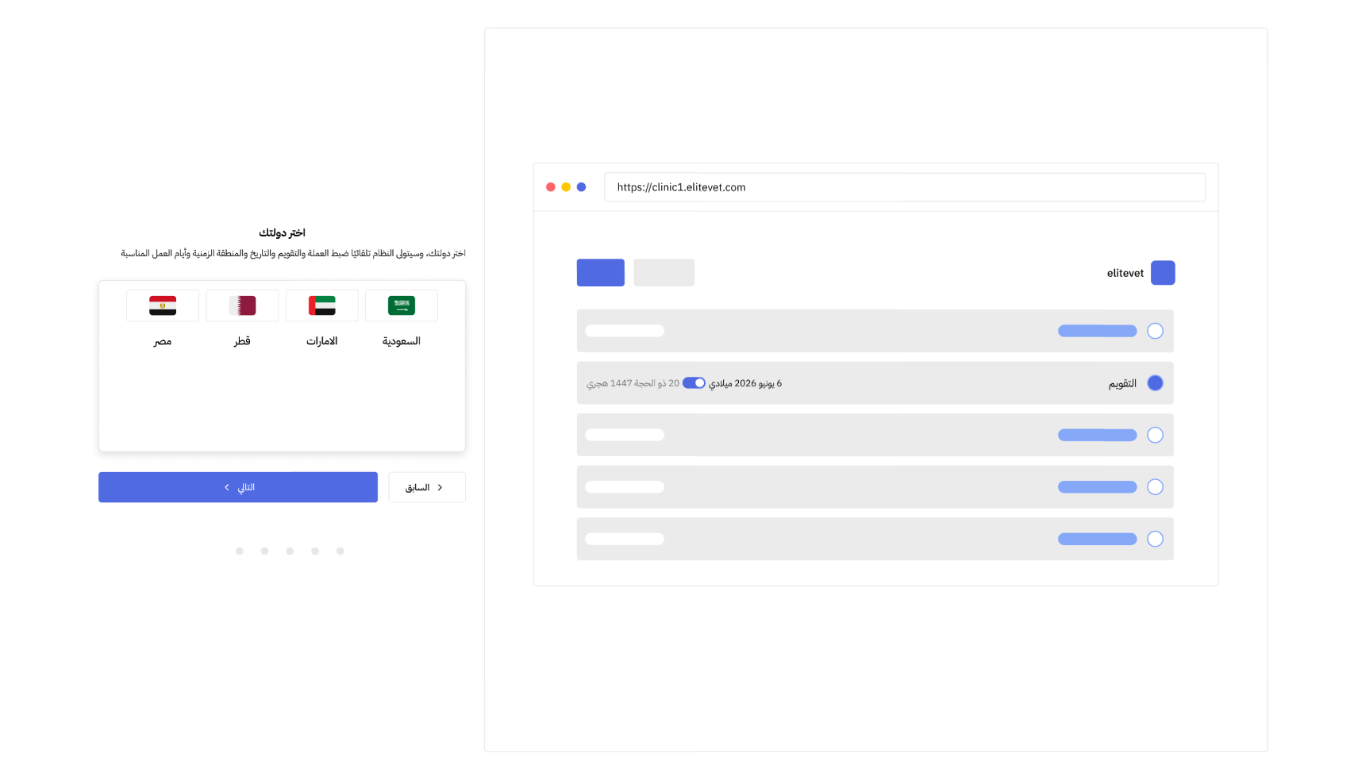 اختر دولتك
اختر دولتك، وسيتولى النظام تلقائيًا ضبط العملة والتقويم والتاريخ والمنطقة الزمنية وأيام العمل المناسبة
السعودية
الامارات
قطر
مصر
السابق
التالي
https://clinic1.elitevet.com
elitevet
التقويم
6 يونيو 2026 ميلادي
20 ذو الحجة 1447 هجري